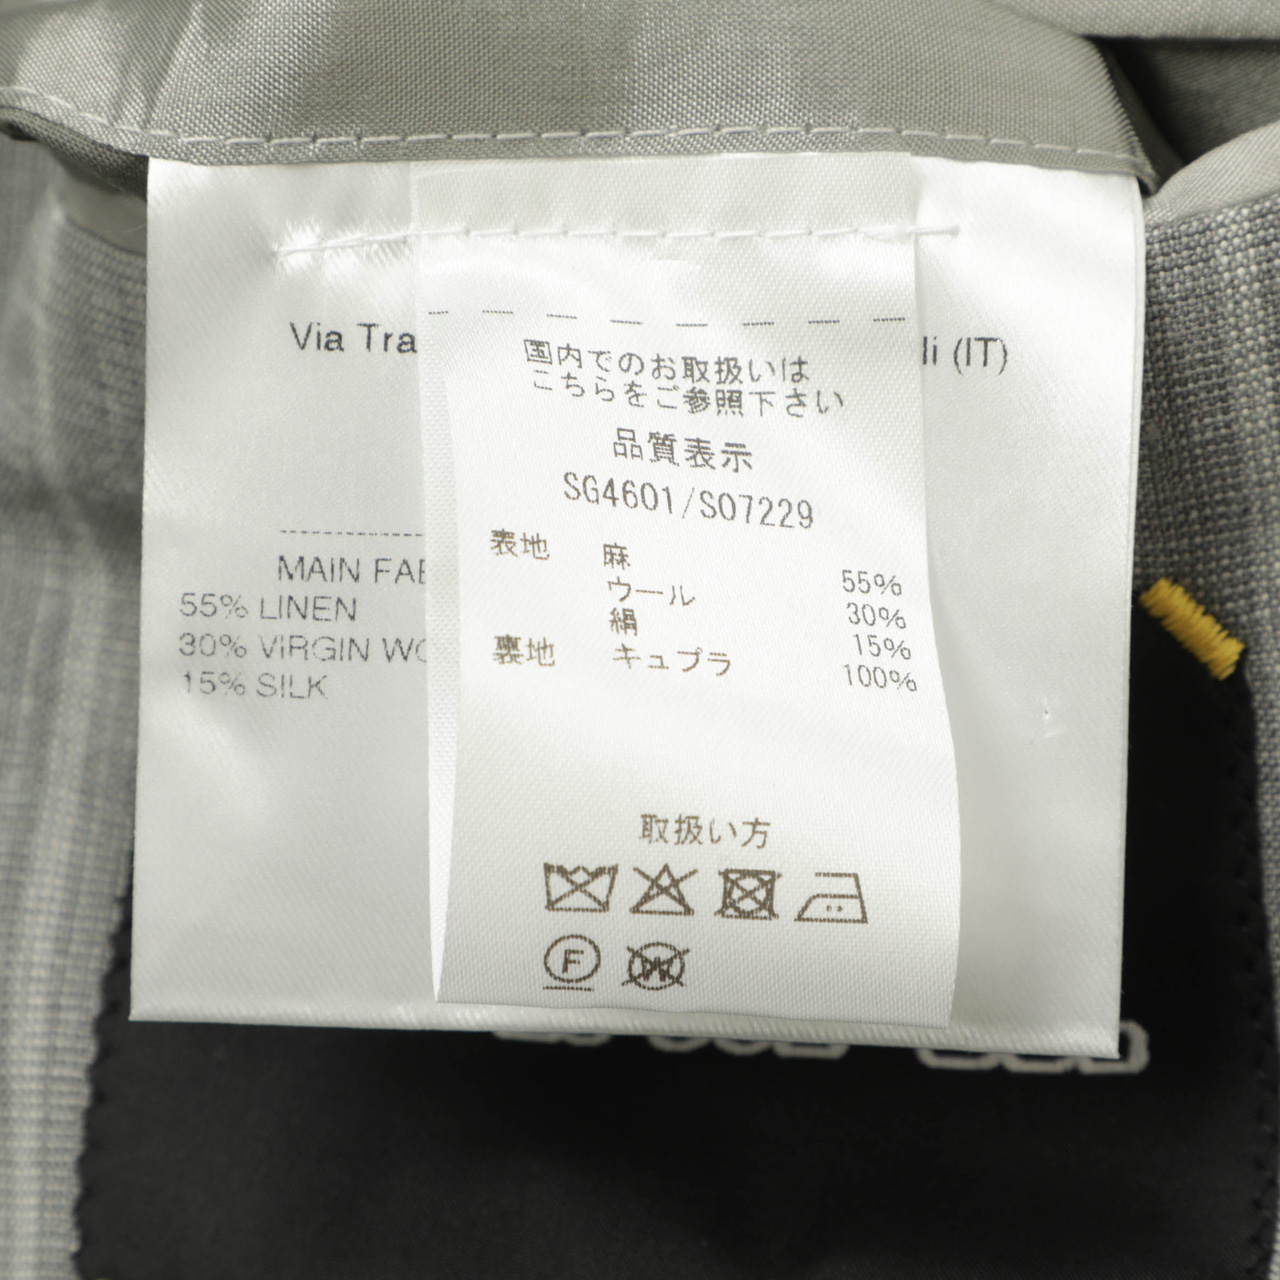 Via Tra
li (IT)
MAIN FAB
55% LINEN
30% VIRGIN WO
15% SILK
国内でのお取扱いは
こちらをご参照下さい
品質表示
SG4601/S07229
表地 麻 55%
ウール 30%
絹 15%
裏地 キュプラ 100%
取扱い方
F
W